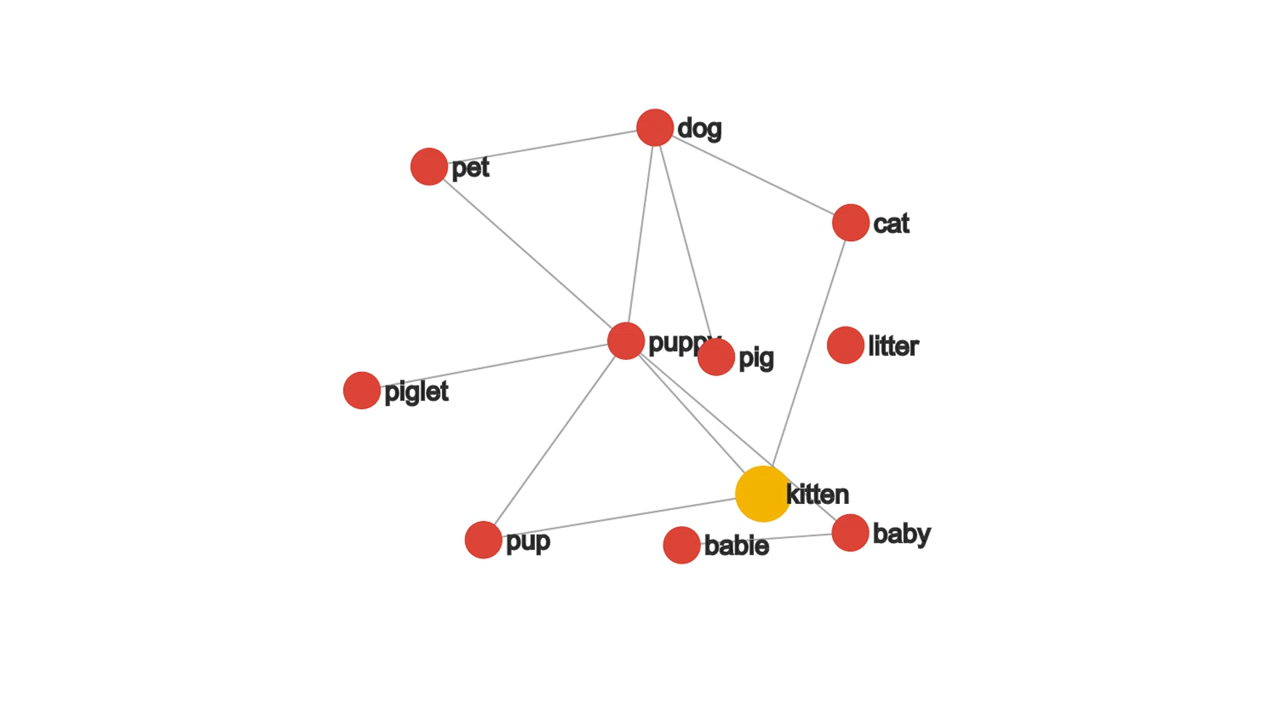 dog
pet
cat
puppy
litter
pig
piglet
kitten
baby
pup
babie